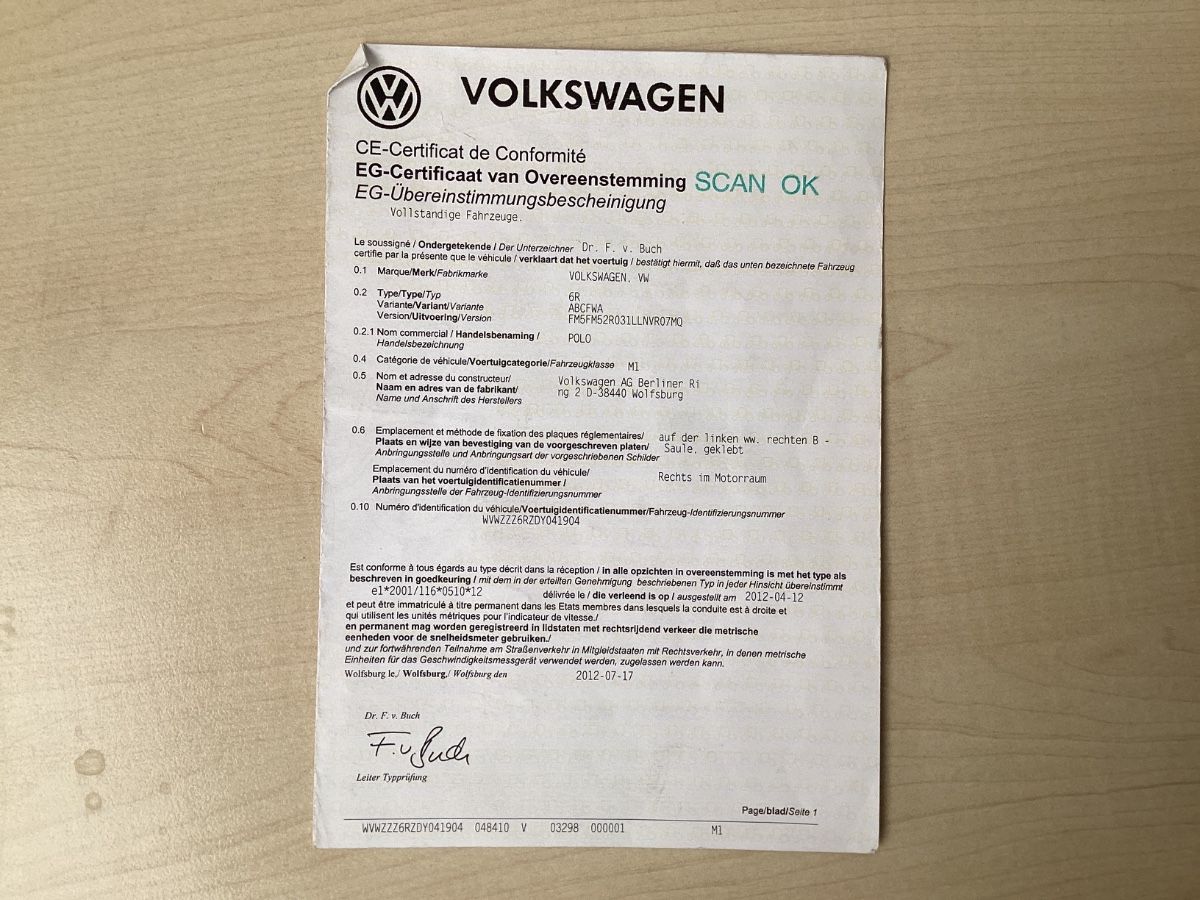 VOLKSWAGEN
CE-Certificat de Conformité
EG-Certificaat van Overeenstemming SCAN OK
EG-Übereinstimmungsbescheinigung
Vollstandige Fahrzeuge.
Le soussigné / Ondergetekende / Der Unterzeichner Dr. F. v. Buch
certifie par la présente que le véhicule / verklaart dat het voertuig / bestätigt hiermit, daß das unten bezeichnete Fahrzeug
0.1 Marque/Merk/Fabrikmarke VOLKSWAGEN, VW
0.2 Type/Type/Typ 6R
Variante/Variant/Variante ABCFWA
Version/Uitvoering/Version FM5FM52R031LLNVR07MQ
0.2.1 Nom commercial / Handelsbenaming / POLO
Handelsbezeichnung
0.4 Catégorie de véhicule/Voertuigcategorie/Fahrzeugklasse M1
0.5 Nom et adresse du constructeur/ Volkswagen AG Berliner Ri
Naam en adres van de fabrikant/ ng 2 D-38440 Wolfsburg
Name und Anschrift des Herstellers
0.6 Emplacement et méthode de fixation des plaques réglementaires/ auf der linken ww. rechten B -
Plaats en wijze van bevestiging van de voorgeschreven platen/ Saule, geklebt
Anbringungsstelle und Anbringungsart der vorgeschriebenen Schilder
Emplacement du numéro d'identification du véhicule/ Rechts im Motorraum
Plaats van het voertuigidentificatienummer /
Anbringungsstelle der Fahrzeug-Identifizierungsnummer
0.10 Numéro d'identification du véhicule/Voertuigidentificatienummer/Fahrzeug-Identifizierungsnummer
WVWZZZ6RZDY041904
Est conforme à tous égards au type décrit dans la réception / in alle opzichten in overeenstemming is met het type als
beschreven in goedkeuring / mit dem in der erteilten Genehmigung beschriebenen Typ in jeder Hinsicht übereinstimmt
e1*2001/116*0510*12 délivrée le / die verleend is op / ausgestellt am 2012-04-12
et peut être immatriculé à titre permanent dans les Etats membres dans lesquels la conduite est à droite et
qui utilisent les unités métriques pour l'indicateur de vitesse./
en permanent mag worden geregistreerd in lidstaten met rechtsrijdend verkeer die metrische
eenheden voor de snelheidsmeter gebruiken./
und zur fortwährenden Teilnahme am Straßenverkehr in Mitgliedstaaten mit Rechtsverkehr, in denen metrische
Einheiten für das Geschwindigkeitsmessgerät verwendet werden, zugelassen werden kann.
Wolfsburg le,/ Wolfsburg,/ Wolfsburg den 2012-07-17
Dr. F. v. Buch
F. v. Buch
Leiter Typprüfung
Page/blad/Seite 1
WVWZZZ6RZDY041904 048410 V 03298 000001 M1